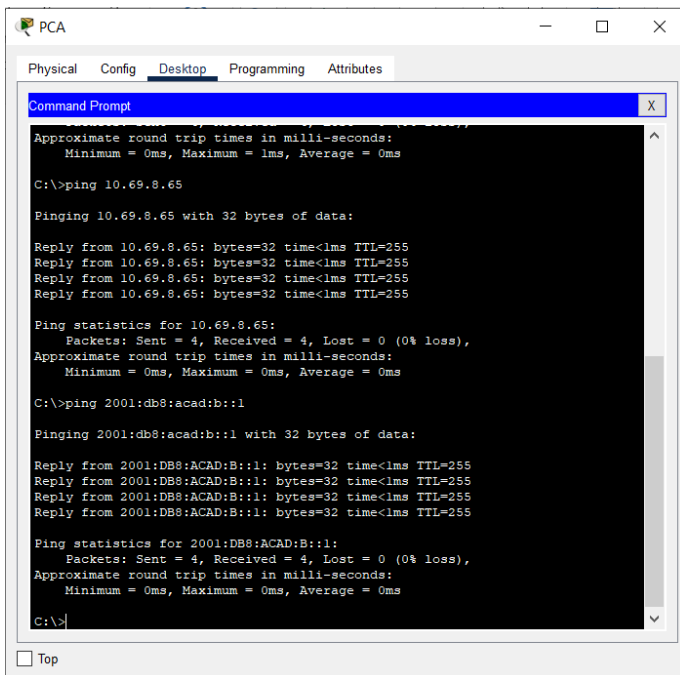 PCA
Physical Config Desktop Programming Attributes
Command Prompt X
Packets: Sent = 4, Received = 4, Lost = 0 (0% loss),
Approximate round trip times in milli-seconds:
Minimum = 0ms, Maximum = 1ms, Average = 0ms
C:\>ping 10.69.8.65
Pinging 10.69.8.65 with 32 bytes of data:
Reply from 10.69.8.65: bytes=32 time<1ms TTL=255
Reply from 10.69.8.65: bytes=32 time<1ms TTL=255
Reply from 10.69.8.65: bytes=32 time<1ms TTL=255
Reply from 10.69.8.65: bytes=32 time<1ms TTL=255
Ping statistics for 10.69.8.65:
Packets: Sent = 4, Received = 4, Lost = 0 (0% loss),
Approximate round trip times in milli-seconds:
Minimum = 0ms, Maximum = 0ms, Average = 0ms
C:\>ping 2001:db8:acad:b::1
Pinging 2001:db8:acad:b::1 with 32 bytes of data:
Reply from 2001:DB8:ACAD:B::1: bytes=32 time<1ms TTL=255
Reply from 2001:DB8:ACAD:B::1: bytes=32 time<1ms TTL=255
Reply from 2001:DB8:ACAD:B::1: bytes=32 time<1ms TTL=255
Reply from 2001:DB8:ACAD:B::1: bytes=32 time<1ms TTL=255
Ping statistics for 2001:DB8:ACAD:B::1:
Packets: Sent = 4, Received = 4, Lost = 0 (0% loss),
Approximate round trip times in milli-seconds:
Minimum = 0ms, Maximum = 0ms, Average = 0ms
C:\>
Top